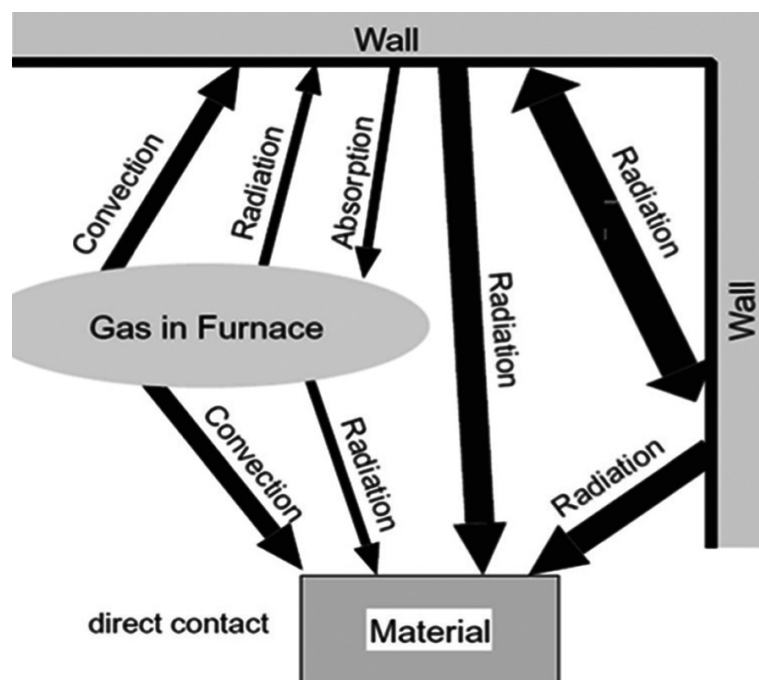 Wall
Convection
Radiation
Absorption
Radiation
Radiation
Wall
Gas in Furnace
Convection
Radiation
Radiation
direct contact
Material